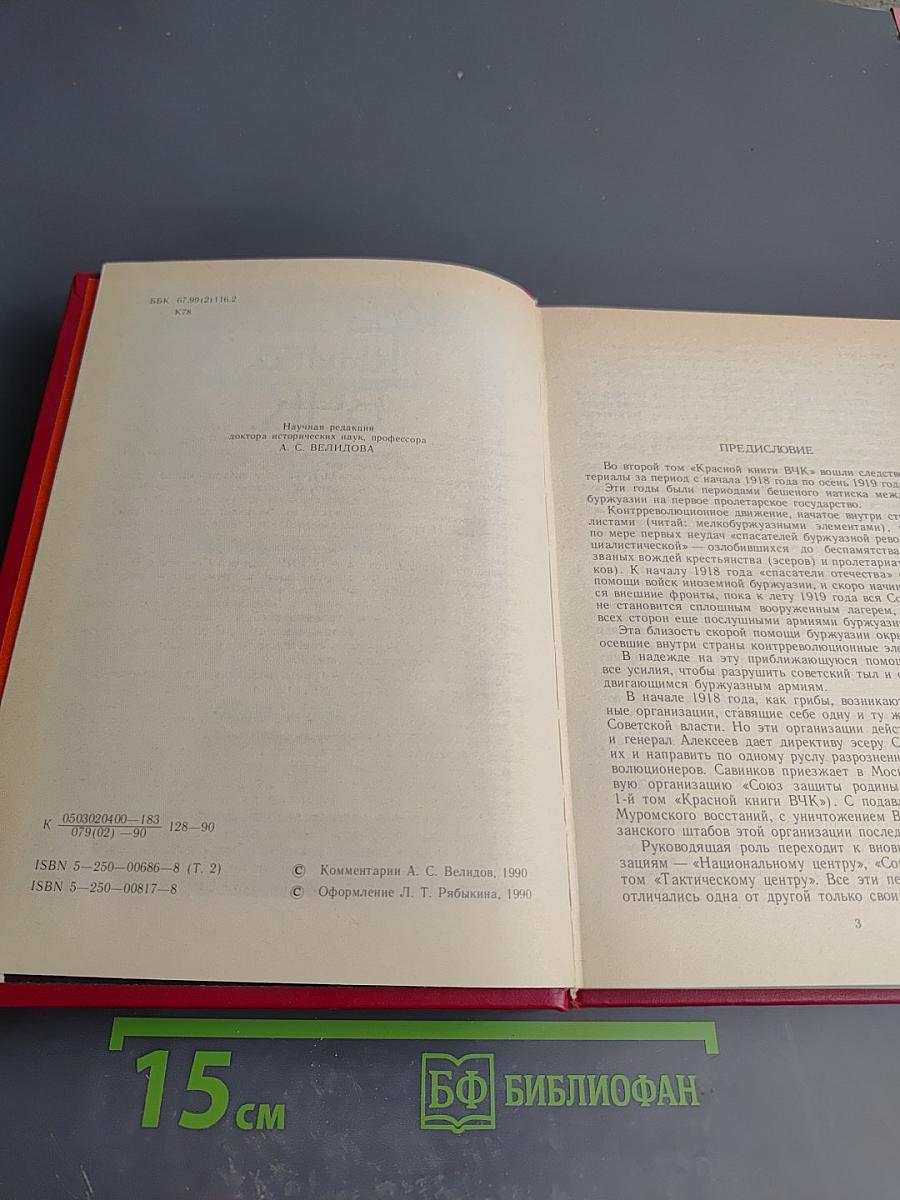 ББК 67.99(2)116.2
К78
Научная редакция
доктора исторических наук, профессора
А. С. ВЕЛИДОВА
К 0503020400—183
079(02)—90
128—90
ISBN 5—250—00686—8 (Т. 2)
ISBN 5—250—00817—8
© Комментарии А. С. Велидов, 1990
© Оформление Л. Т. Рябыкина, 1990
ПРЕДИСЛОВИЕ
Во второй том «Красной книги ВЧК» вошли следстве
териалы за период с начала 1918 года по осень 1919 года
Эти годы были периодами бешеного натиска меж
буржуазии на первое пролетарское государство.
Контрреволюционное движение, начатое внутри ст
листами (читай: мелкобуржуазными элементами),
по мере первых неудач «спасателей буржуазной рево
циалистической» — озлобившихся до беспамятства
званых вождей крестьянства (эсеров) и пролетариат
ков). К началу 1918 года «спасатели отечества»
помощи войск иноземной буржуазии, и скоро начи
ся внешние фронты, пока к лету 1919 года вся Со
не становится сплошным вооруженным лагерем,
всех сторон еще послушными армиями буржуази
Эта близость скорой помощи буржуазии окры
осевшие внутри страны контрреволюционные эле
В надежде на эту приближающуюся помощ
все усилия, чтобы разрушить советский тыл и с
двигающимся буржуазным армиям.
В начале 1918 года, как грибы, возникают
ные организации, ставящие себе одну и ту ж
Советской власти. Но эти организации дейст
и генерал Алексеев дает директиву эсеру С
их и направить по одному руслу разрозненн
волюционеров. Савинков приезжает в Моск
вую организацию «Союз защиты родины
1-й том «Красной книги ВЧК»). С подавл
Муромского восстаний, с уничтожением В
занского штабов этой организации послед
Руководящая роль переходит к вновь
зациям — «Национальному центру», «Сою
том «Тактическому центру». Все эти пе
отличались одна от другой только свои
3
15 см
БФ БИБЛИОФАН